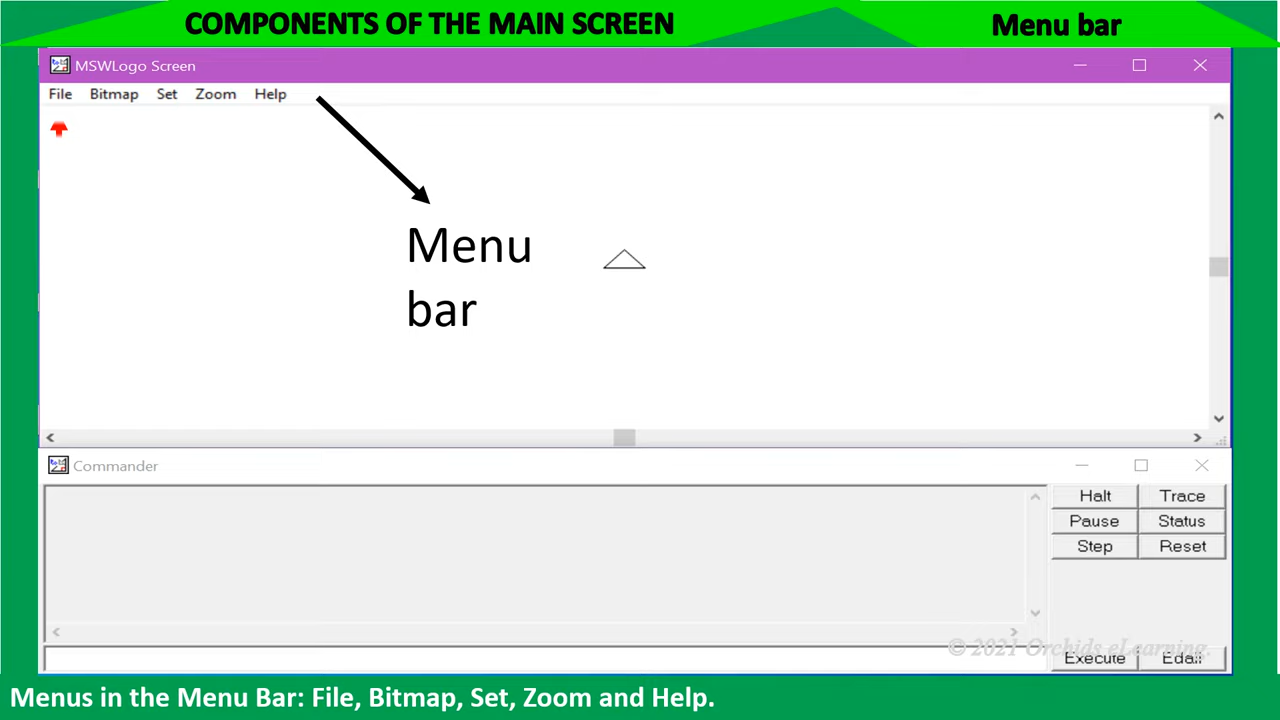 COMPONENTS OF THE MAIN SCREEN
Menu bar
MSWLogo Screen
File Bitmap Set Zoom Help
Menu
bar
Commander
Halt Trace
Pause Status
Step Reset
© 2021 Orchids eLearning.
Execute Edall
Menus in the Menu Bar: File, Bitmap, Set, Zoom and Help.